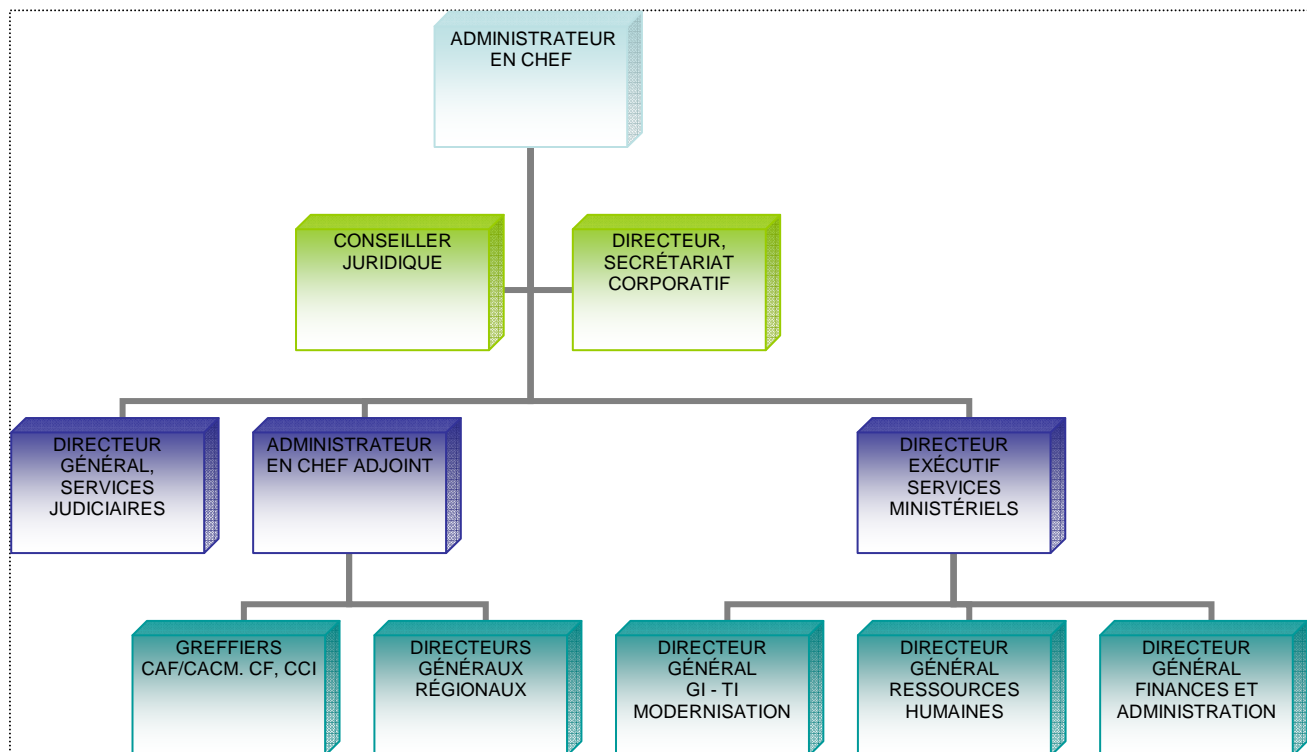 ADMINISTRATEUR
EN CHEF
CONSEILLER
JURIDIQUE
DIRECTEUR,
SECRÉTARIAT
CORPORATIF
DIRECTEUR
GÉNÉRAL,
SERVICES
JUDICIAIRES
ADMINISTRATEUR
EN CHEF ADJOINT
DIRECTEUR
EXÉCUTIF
SERVICES
MINISTÉRIELS
GREFFIERS
CAF/CACM. CF, CCI
DIRECTEURS
GÉNÉRAUX
RÉGIONAUX
DIRECTEUR
GÉNÉRAL
GI - TI
MODERNISATION
DIRECTEUR
GÉNÉRAL
RESSOURCES
HUMAINES
DIRECTEUR
GÉNÉRAL
FINANCES ET
ADMINISTRATION